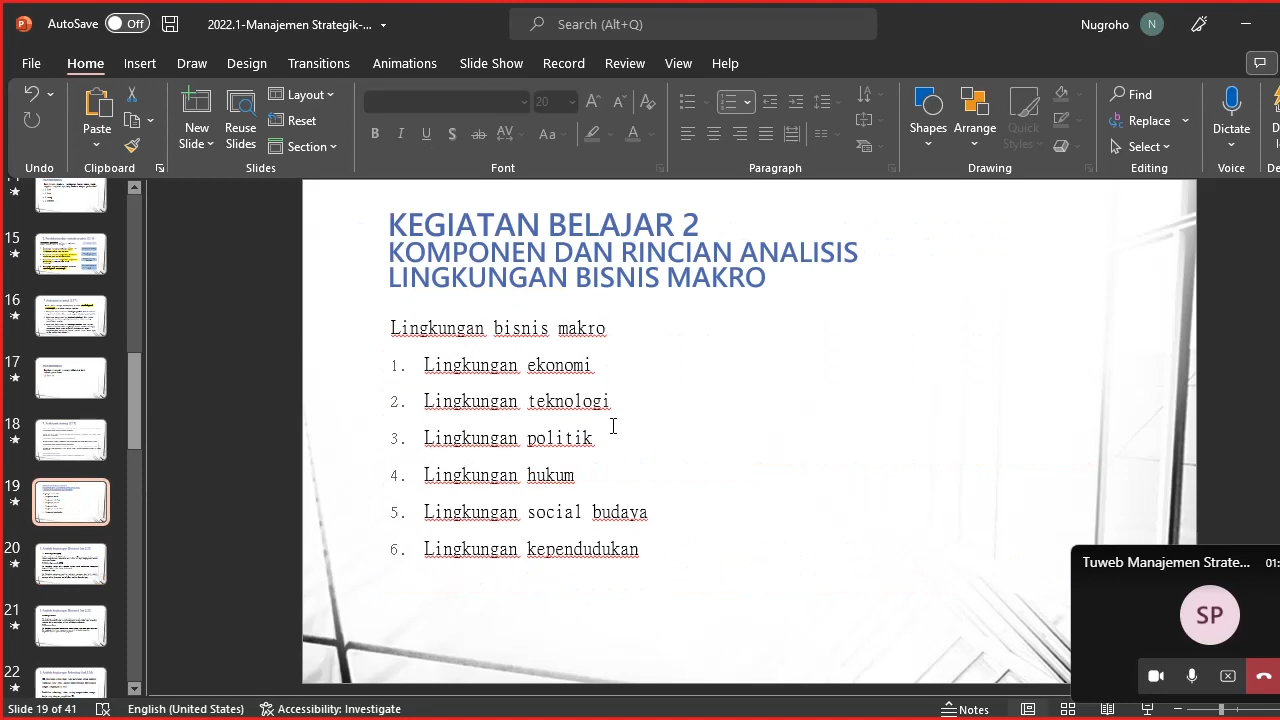 AutoSave Off 2022.1-Manajemen Strategik-... Search (Alt+Q) Nugroho N
File Home Insert Draw Design Transitions Animations Slide Show Record Review View Help
Layout 20 Find
Reset Replace
Paste New Slide Reuse Slides Section Shapes Arrange Quick Styles Select Dictate
Undo Clipboard Slides Font Paragraph Drawing Editing Voice
KEGIATAN BELAJAR 2
KOMPONEN DAN RINCIAN ANALISIS
LINGKUNGAN BISNIS MAKRO
Lingkungan bisnis makro
1. Lingkungan ekonomi
2. Lingkungan teknologi
3. Lingkungan politik
4. Lingkungan hukum
5. Lingkungan social budaya
6. Lingkungan kependudukan
15
16
17
18
19
20
21
22
Tuweb Manajemen Strate... 01:
SP
Slide 19 of 41 English (United States) Accessibility: Investigate Notes